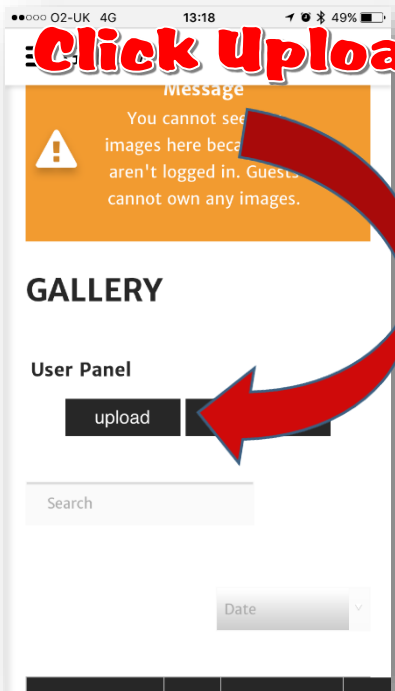 ●●○○○ O2-UK 4G 13:18 49%
Click Uploa
Message
You cannot see
images here beca
aren't logged in. Guests
cannot own any images.
GALLERY
User Panel
upload
Search
Date